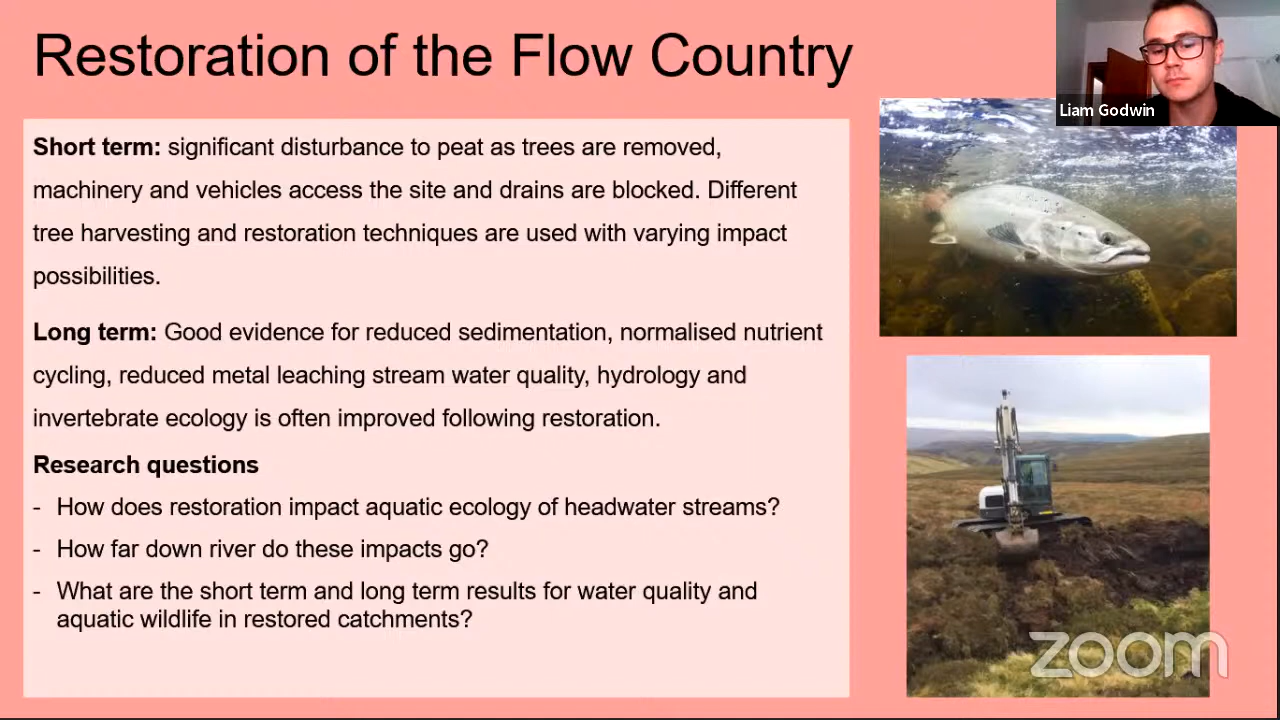 Restoration of the Flow Country
Liam Godwin
Short term: significant disturbance to peat as trees are removed,
machinery and vehicles access the site and drains are blocked. Different
tree harvesting and restoration techniques are used with varying impact
possibilities.
Long term: Good evidence for reduced sedimentation, normalised nutrient
cycling, reduced metal leaching stream water quality, hydrology and
invertebrate ecology is often improved following restoration.
Research questions
- How does restoration impact aquatic ecology of headwater streams?
- How far down river do these impacts go?
- What are the short term and long term results for water quality and
aquatic wildlife in restored catchments?
zoom